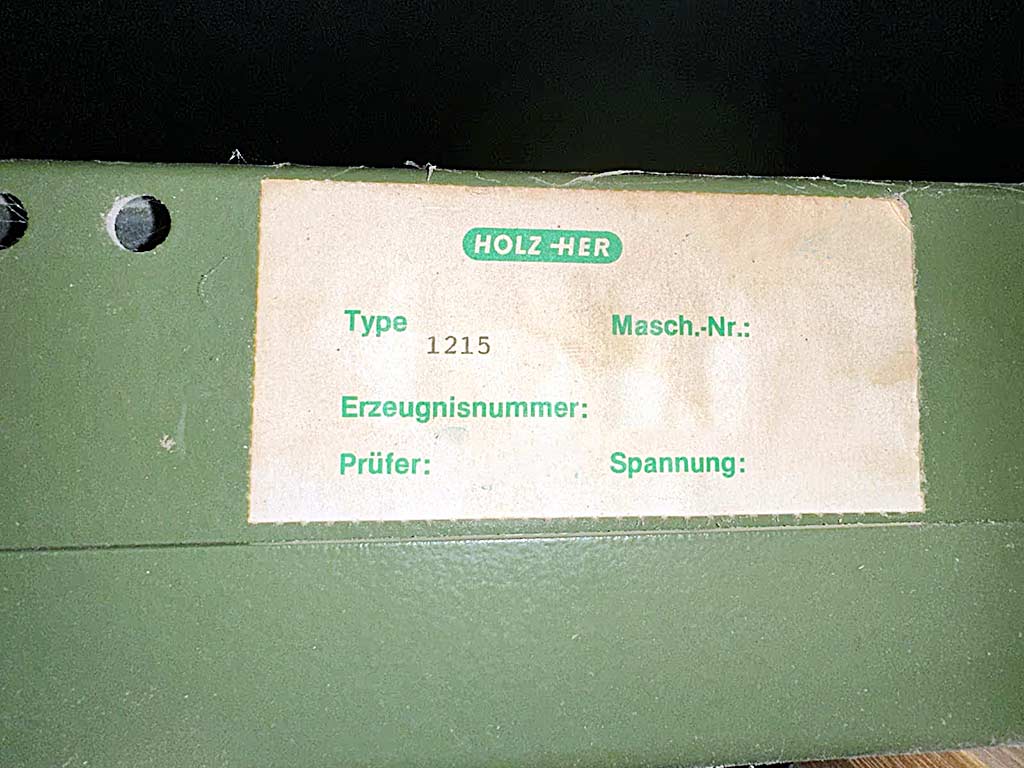 HOLZ-HER
Type Masch.-Nr.:
1215
Erzeugnisnummer:
Prüfer: Spannung: